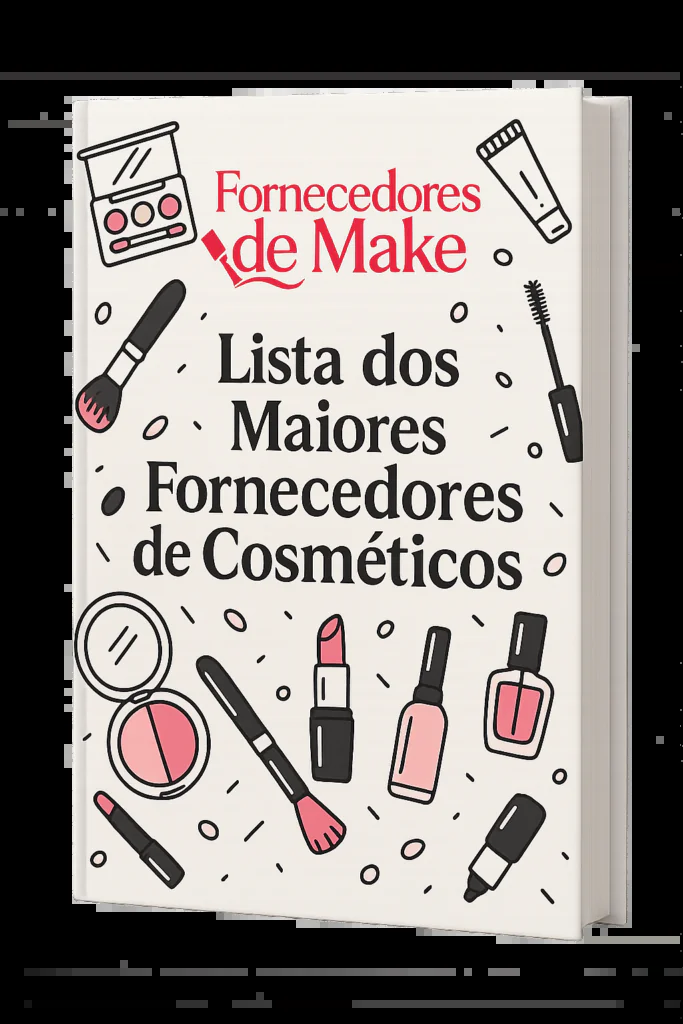 Fornecedores
de Make
Lista dos
Maiores
Fornecedores
de Cosméticos